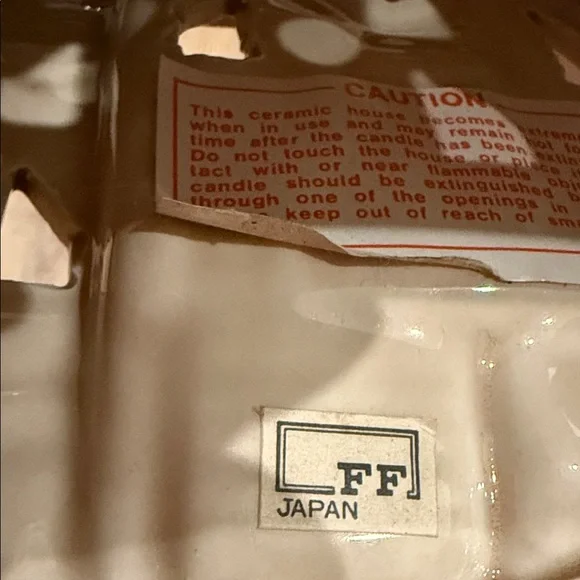 CAUTION
This ceramic house becomes
when in use and may remain hot
time after the candle has been
Do not touch the house or place
tact with or near flammable
candle should be extinguished
through one of the openings in
keep out of reach of
FF
JAPAN